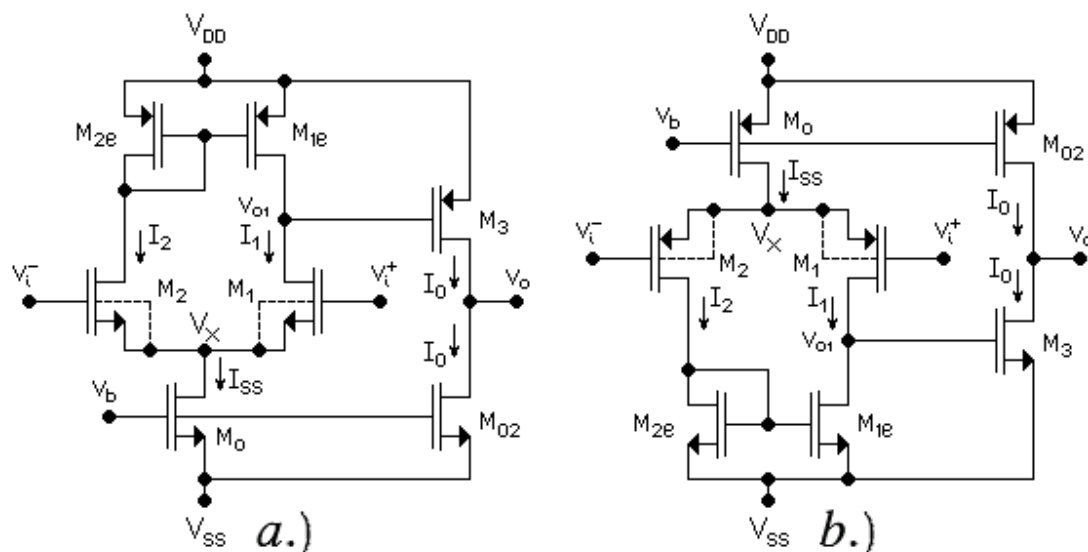 V_DD
M_2e
M_1e
V_o1
I_2
I_1
M_3
I_0
V_i^-
M_2
M_1
V_i^+
V_o
V_X
I_0
I_SS
V_b
M_o
M_02
V_SS
a.)
V_DD
V_b
M_o
M_02
I_SS
I_0
V_i^-
V_X
M_2
M_1
V_i^+
V_o
I_2
I_1
I_0
V_o1
M_3
M_2e
M_1e
V_SS
b.)